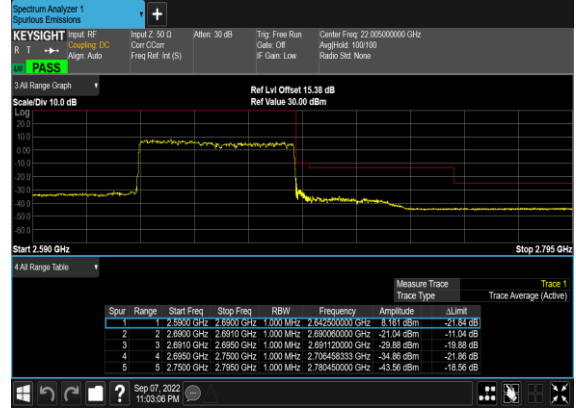 Spectrum Analyzer 1
Spurious Emissions
+
KEYSIGHT Input: RF Input Z: 50 Ω Atten: 30 dB Trig: Free Run Center Freq: 22.005000000 GHz
R T Coupling: DC Corr CCorr Gate: Off Avg|Hold: 100/100
Align: Auto Freq Ref: Int (S) IF Gain: Low Radio Std: None
PASS
3 All Range Graph
Ref Lvl Offset 15.38 dB
Scale/Div 10.0 dB Ref Value 30.00 dBm
Log
20.0
10.0
0.00
-10.0
-20.0
-30.0
-40.0
-50.0
-60.0
Start 2.590 GHz Stop 2.795 GHz
4 All Range Table
Measure Trace Trace 1
Trace Type Trace Average (Active)
Spur Range Start Freq Stop Freq RBW Frequency Amplitude ΔLimit
1 1 2.5900 GHz 2.6900 GHz 1.000 MHz 2.642500000 GHz 8.161 dBm -21.84 dB
2 2 2.6900 GHz 2.6910 GHz 1.000 MHz 2.690060000 GHz -21.04 dBm -11.04 dB
3 3 2.6910 GHz 2.6950 GHz 1.000 MHz 2.691120000 GHz -29.88 dBm -19.88 dB
4 4 2.6950 GHz 2.7500 GHz 1.000 MHz 2.706458333 GHz -34.86 dBm -21.86 dB
5 5 2.7500 GHz 2.7950 GHz 1.000 MHz 2.780450000 GHz -43.56 dBm -18.56 dB
?
Sep 07, 2022
11:03:06 PM